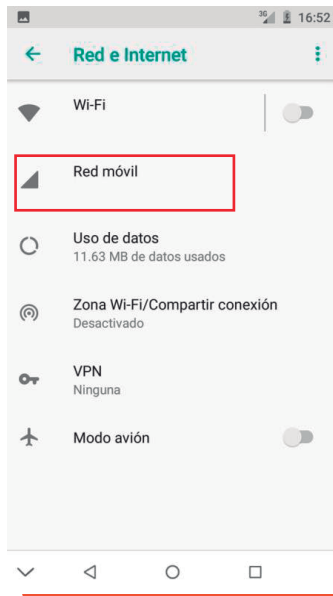 3G 16:52
Red e Internet
Wi-Fi
Red móvil
Uso de datos
11.63 MB de datos usados
Zona Wi-Fi/Compartir conexión
Desactivado
VPN
Ninguna
Modo avión